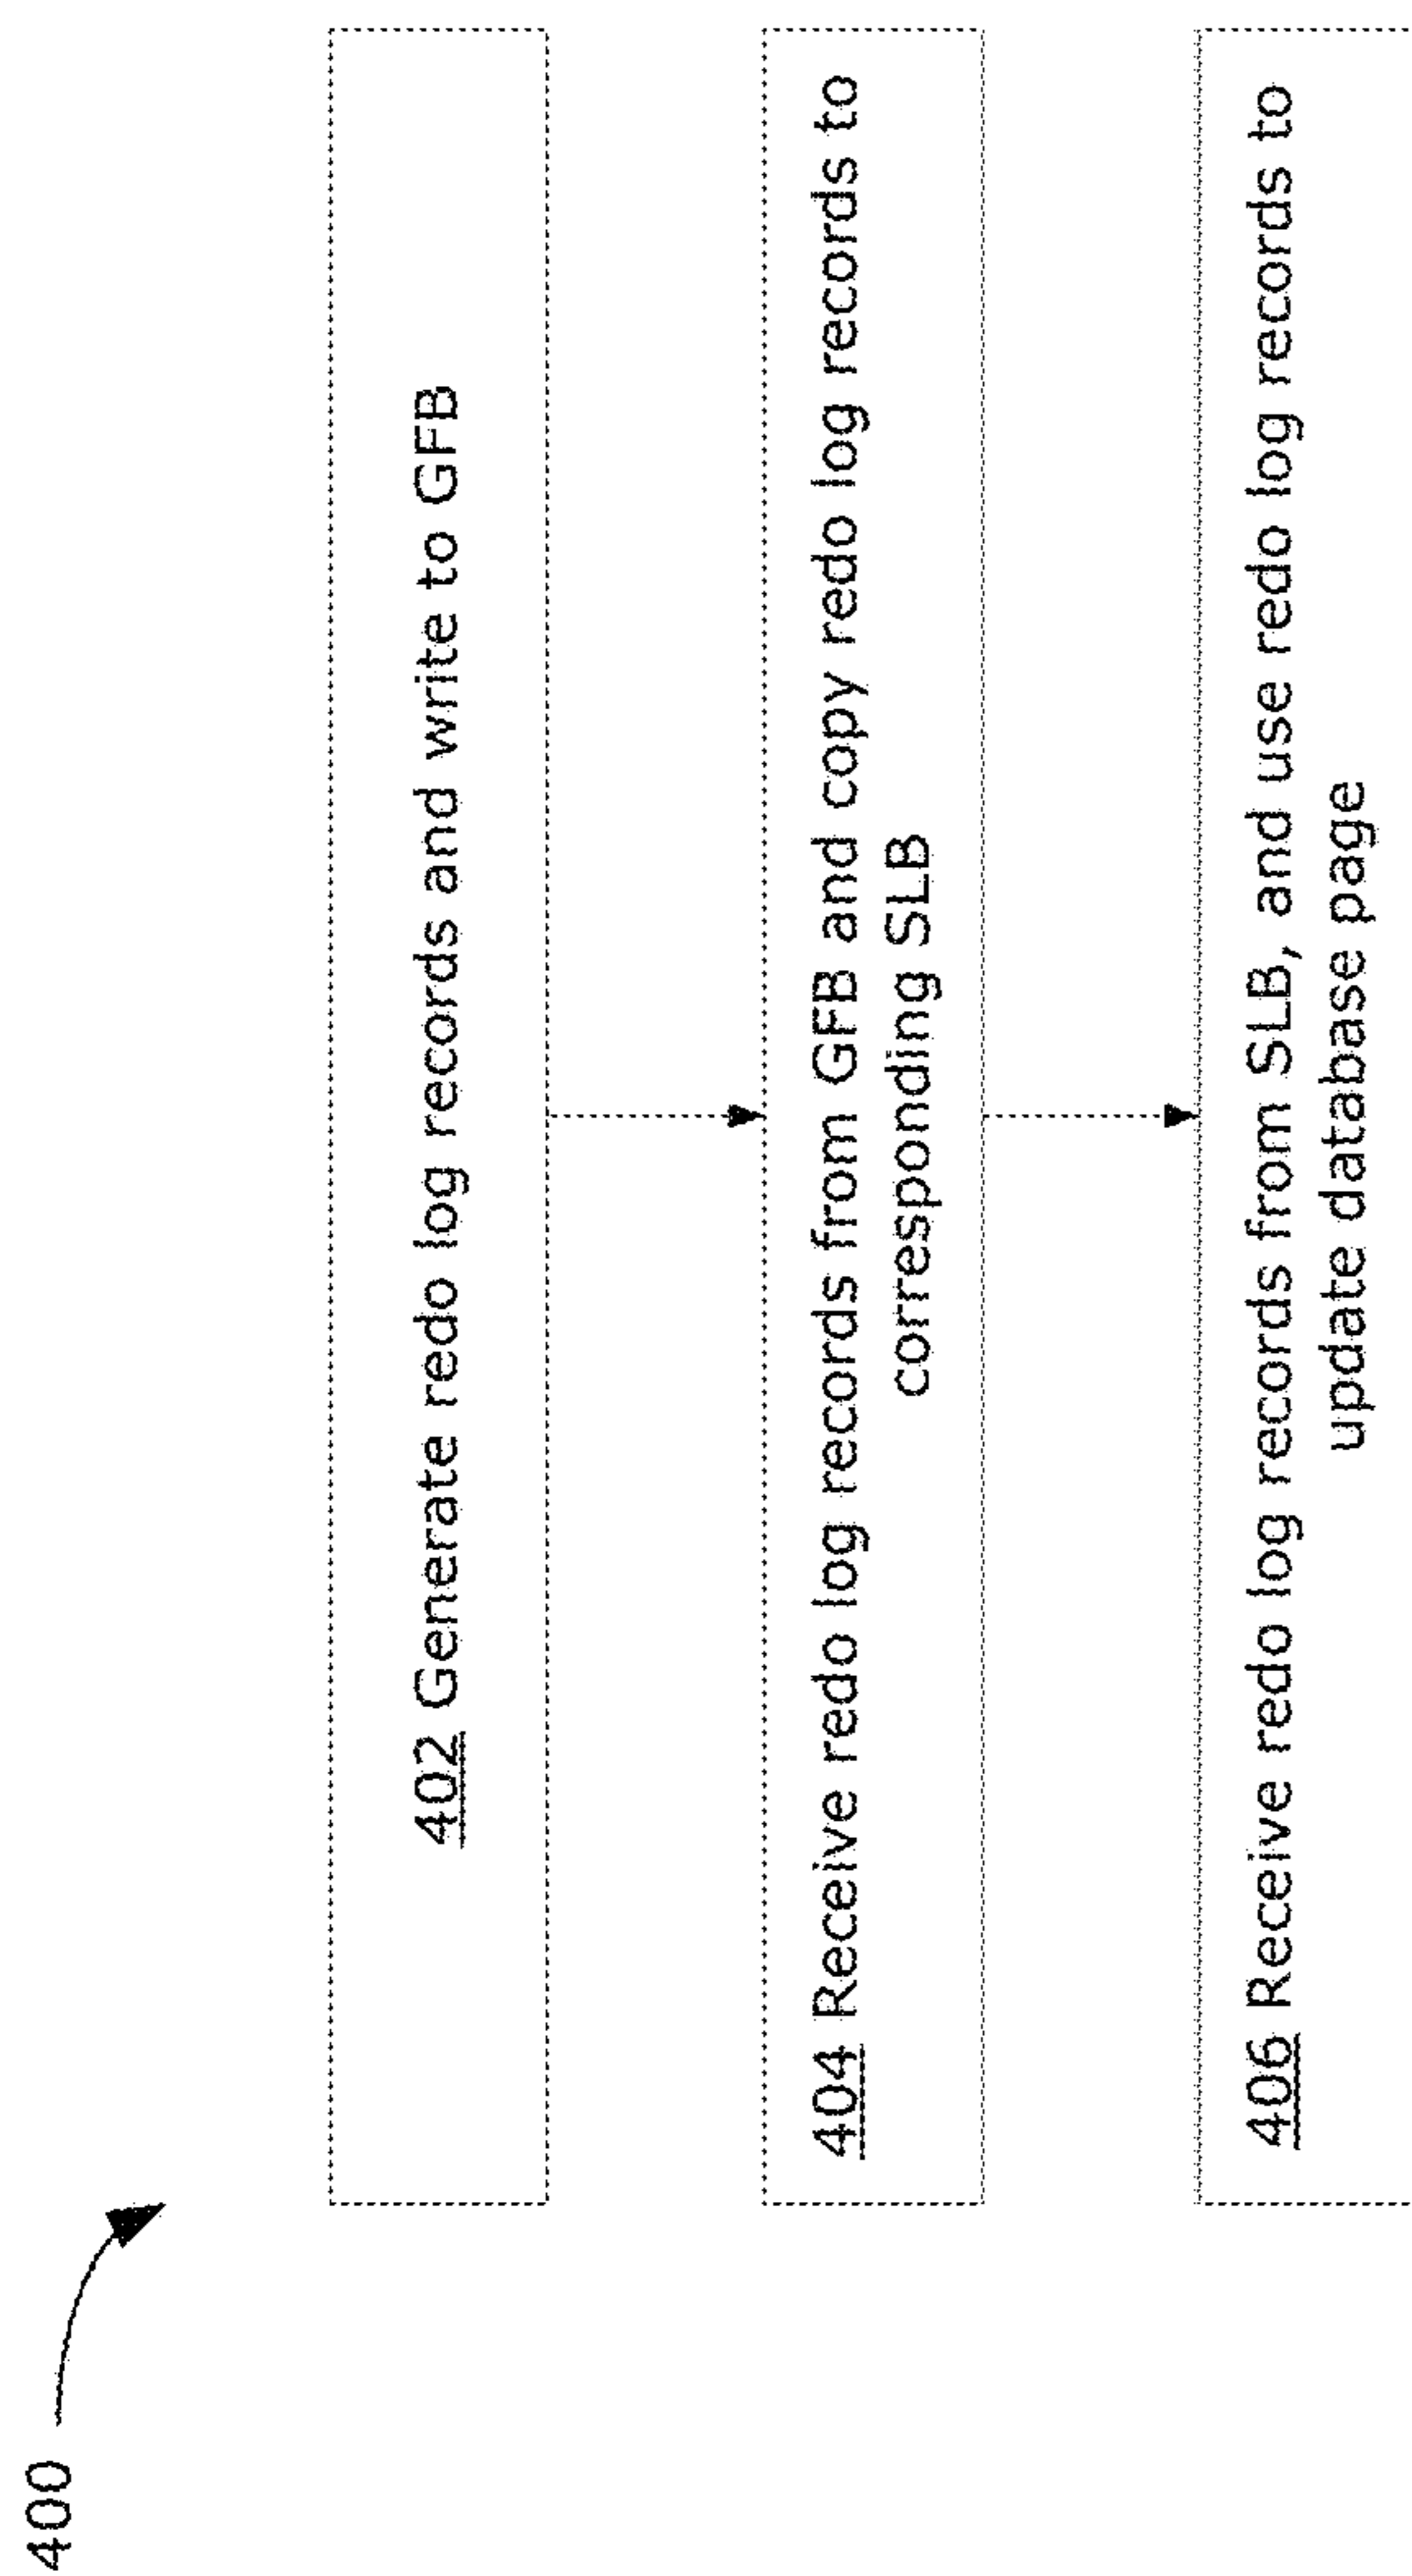 400
402 Generate redo log records and write to GFB
404 Receive redo log records from GFB and copy redo log records to
corresponding SLB
406 Receive redo log records from SLB, and use redo log records to
update database page